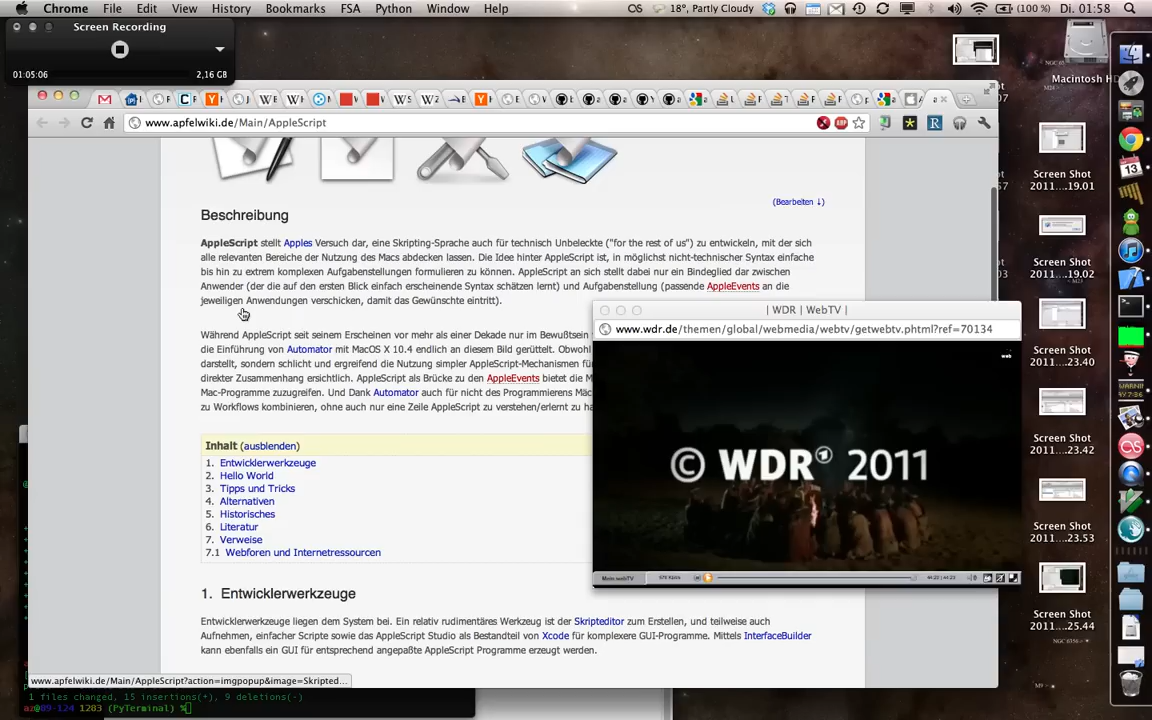 Chrome File Edit View History Bookmarks FSA Python Window Help
18°, Partly Cloudy
(100 %) Di. 01:58
Screen Recording
01:05:06
2,16 GB
www.apfelwiki.de/Main/AppleScript
Macintosh
(Bearbeiten ↓)
Beschreibung
AppleScript stellt Apples Versuch dar, eine Skripting-Sprache auch für technisch Unbeleckte ("for the rest of us") zu entwickeln, mit der sich
alle relevanten Bereiche der Nutzung des Macs abdecken lassen. Die Idee hinter AppleScript ist, in möglichst nicht-technischer Syntax einfache
bis hin zu extrem komplexen Aufgabenstellungen formulieren zu können. AppleScript an sich stellt dabei nur ein Bindeglied dar zwischen
Anwender (der die auf den ersten Blick einfach erscheinende Syntax schätzen lernt) und Aufgabenstellung (passende AppleEvents an die
jeweiligen Anwendungen verschicken, damit das Gewünschte eintritt).
Während AppleScript seit seinem Erscheinen vor mehr als einer Dekade nur im Bewußtsein
die Einführung von Automator mit MacOS X 10.4 endlich an diesem Bild gerüttelt. Obwohl
darstellt, sondern schlicht und ergreifend die Nutzung simpler AppleScript-Mechanismen
direkter Zusammenhang ersichtlich. AppleScript als Brücke zu den AppleEvents bietet die
Mac-Programme zuzugreifen. Und Dank Automator auch für nicht des Programmierens
zu Workflows kombinieren, ohne auch nur eine Zeile AppleScript zu verstehen/erlernt zu
Inhalt (ausblenden)
1. Entwicklerwerkzeuge
2. Hello World
3. Tipps und Tricks
4. Alternativen
5. Historisches
6. Literatur
7. Verweise
7.1 Webforen und Internetressourcen
1. Entwicklerwerkzeuge
Entwicklerwerkzeuge liegen dem System bei. Ein relativ rudimentäres Werkzeug ist der Skripteditor zum Erstellen, und teilweise auch
Aufnehmen, einfacher Scripte sowie das AppleScript Studio als Bestandteil von Xcode für komplexere GUI-Programme. Mittels InterfaceBuilder
kann ebenfalls ein GUI für entsprechend angepaßte AppleScript Programme erzeugt werden.
www.apfelwiki.de/Main/AppleScript?action=imgpopup&image=Skripted...
1 files changed, 15 insertions(+), 9 deletions(-)
az@89-124 1283 (PyTerminal) %
| WDR | WebTV |
www.wdr.de/themen/global/webmedia/webtv/getwebtv.phtml?ref=70134
© WDR 2011
Screen Shot
2011....19.01
Screen Shot
2011....19.02
Screen Shot
2011....23.40
Screen Shot
2011....23.42
Screen Shot
2011....23.53
Screen Shot
2011....25.44